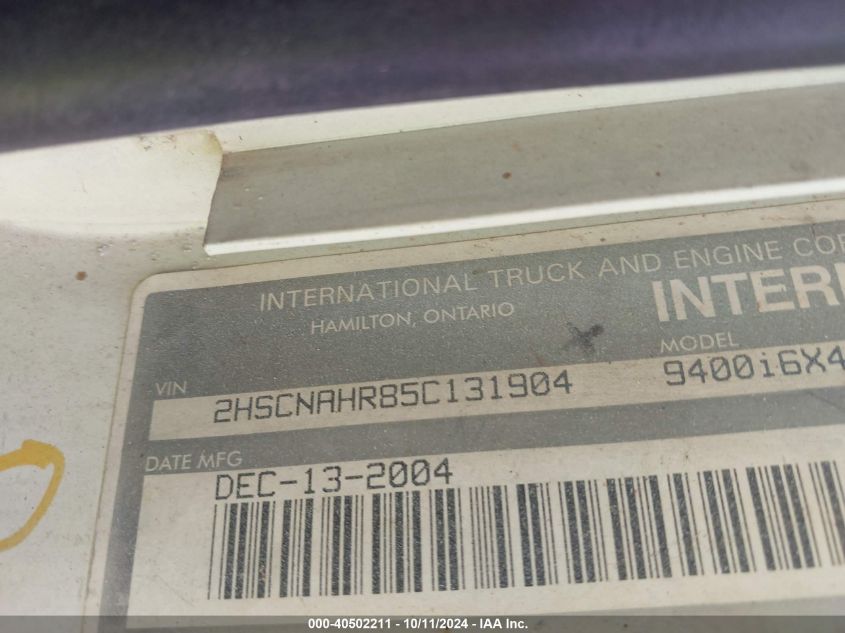 INTERNATIONAL TRUCK AND ENGINE COR
HAMILTON, ONTARIO
INTER
MODEL
VIN
2HSCNAHR85C131904
9400i6X4
DATE MFG
DEC-13-2004
000-40502211 - 10/11/2024 - IAA Inc.